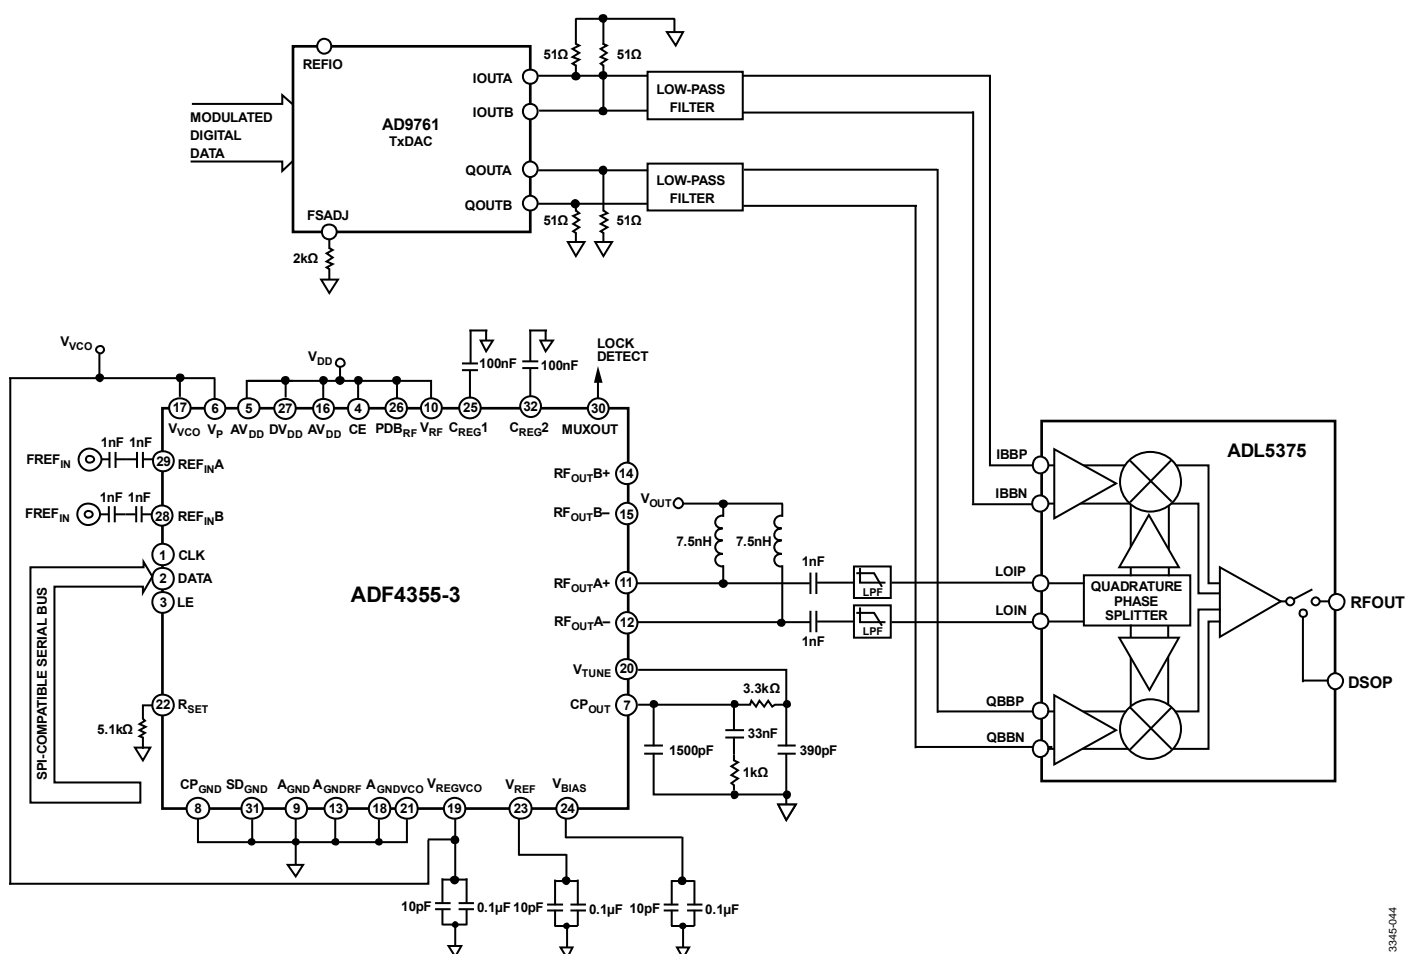 REFIO
MODULATED
DIGITAL
DATA
AD9761
TxDAC
IOUTA
IOUTB
QOUTA
QOUTB
FSADJ
2kΩ
51Ω
51Ω
51Ω
51Ω
LOW-PASS
FILTER
LOW-PASS
FILTER
VVCO
VDD
100nF
100nF
LOCK
DETECT
17
6
5
27
16
4
26
10
25
32
30
VVCO
VP
AVDD
DVDD
AVDD
CE
PDBRF
VRF
CREG1
CREG2
MUXOUT
FREFIN
1nF
1nF
29
REFINA
FREFIN
1nF
1nF
28
REFINB
1
CLK
2
DATA
3
LE
SPI-COMPATIBLE SERIAL BUS
22
RSET
5.1kΩ
ADF4355-3
RFOUTB+
14
RFOUTB–
15
RFOUTA+
11
RFOUTA–
12
VTUNE
20
CPOUT
7
VOUT
7.5nH
7.5nH
1nF
1nF
LPF
LPF
3.3kΩ
33nF
1500pF
390pF
1kΩ
CPGND
SDGND
AGND
AGNDRF
AGNDVCO
VREGVCO
VREF
VBIAS
8
31
9
13
18
21
19
23
24
10pF
0.1µF
10pF
0.1µF
10pF
0.1µF
ADL5375
IBBP
IBBN
LOIP
LOIN
QBBP
QBBN
QUADRATURE
PHASE
SPLITTER
RFOUT
DSOP
3345-044